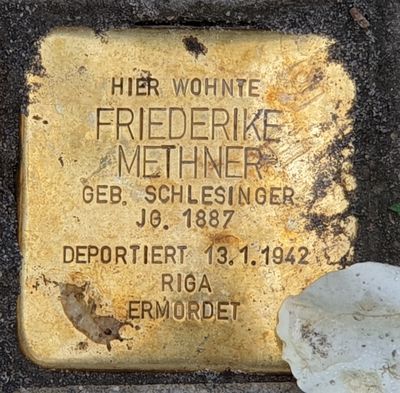 HIER WOHNTE
FRIEDERIKE
METHNER
GEB. SCHLESINGER
JG. 1887
DEPORTIERT 13.1.1942
RIGA
ERMORDET